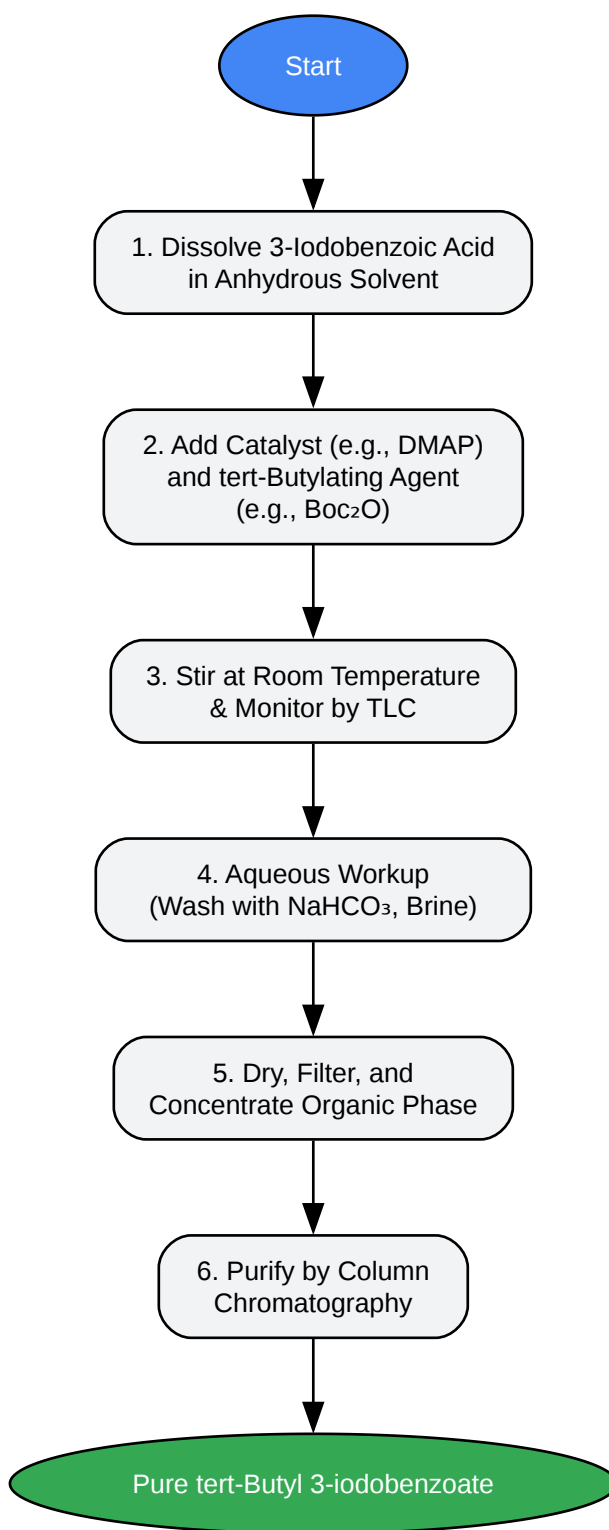 Start
1. Dissolve 3-Iodobenzoic Acid
in Anhydrous Solvent
2. Add Catalyst (e.g., DMAP)
and tert-Butylating Agent
(e.g., Boc₂O)
3. Stir at Room Temperature
& Monitor by TLC
4. Aqueous Workup
(Wash with NaHCO₃, Brine)
5. Dry, Filter, and
Concentrate Organic Phase
6. Purify by Column
Chromatography
Pure tert-Butyl 3-iodobenzoate